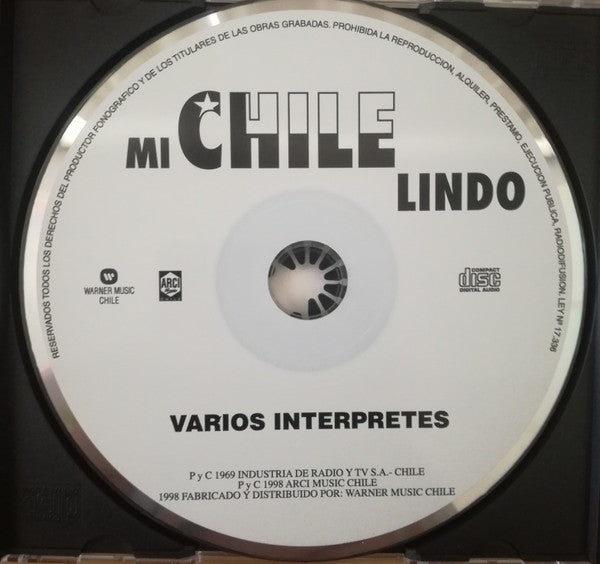 RESERVADOS TODOS LOS DERECHOS DEL PRODUCTOR FONOGRAFICO Y DE LOS TITULARES DE LAS OBRAS GRABADAS. PROHIBIDA LA REPRODUCCION, ALQUILER, PRESTAMO, EJECUCION PUBLICA, RADIODIFUSION. LEY Nº 17.336
MI CHILE
LINDO
WARNER MUSIC
CHILE
ARCI
COMPACT
disc
DIGITAL AUDIO
VARIOS INTERPRETES
P y C 1969 INDUSTRIA DE RADIO Y TV S.A.- CHILE
P y C 1998 ARCI MUSIC CHILE
1998 FABRICADO Y DISTRIBUIDO POR: WARNER MUSIC CHILE